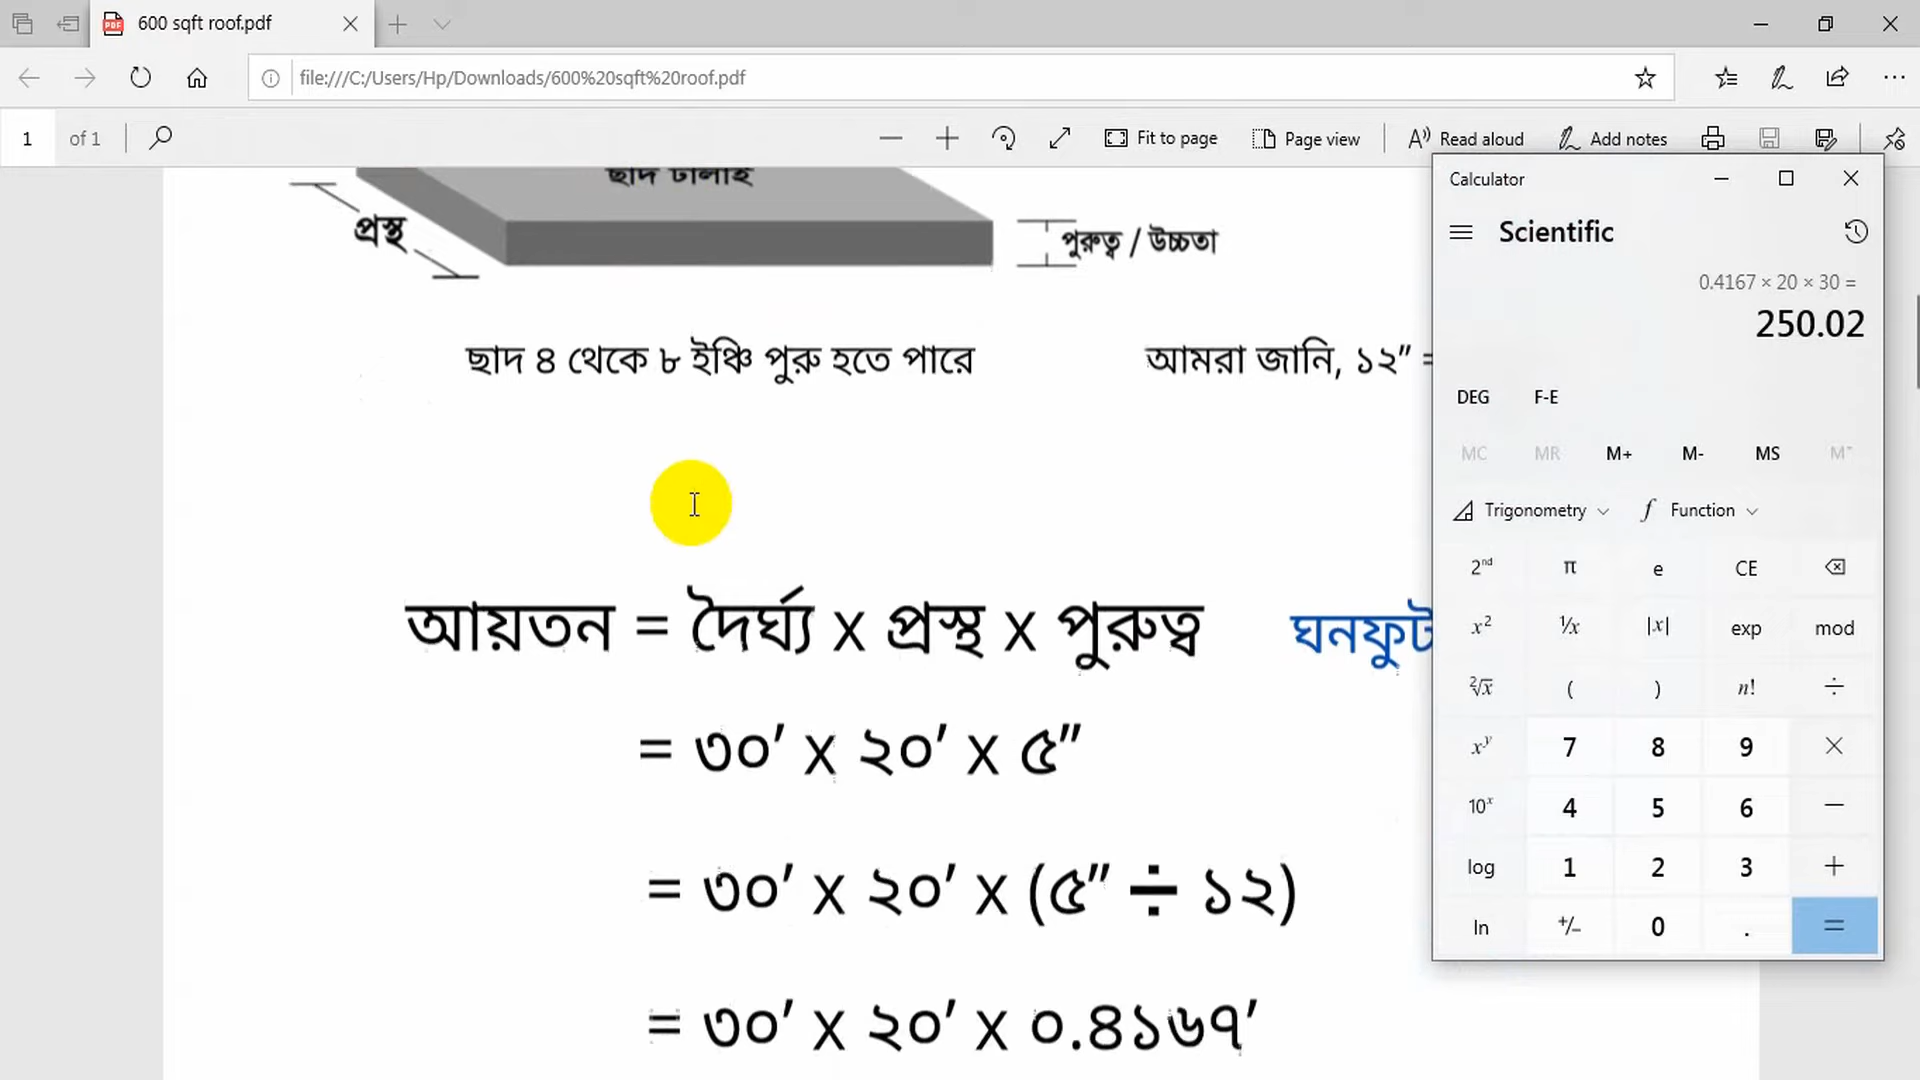 600 sqft roof.pdf
file:///C:/Users/Hp/Downloads/600%20sqft%20roof.pdf
1 of 1
Fit to page
Page view
Read aloud
Add notes
ছাদ ঢালাই
প্রস্থ
পুরুত্ব / উচ্চতা
ছাদ ৪ থেকে ৮ ইঞ্চি পুরু হতে পারে
আমরা জানি, ১২" =
আয়তন = দৈর্ঘ্য x প্রস্থ x পুরুত্ব
ঘনফুট
= ৩০' x ২০' x ৫"
= ৩০' x ২০' x (৫" ÷ ১২)
= ৩০' x ২০' x ০.৪১৬৭'
Calculator
Scientific
0.4167 × 20 × 30 =
250.02
DEG F-E
MC MR M+ M- MS M˅
Trigonometry Function
2nd π e CE
x² ¹/x |x| exp mod
²√x ( ) n! ÷
xʸ 7 8 9 ×
10ˣ 4 5 6 −
log 1 2 3 +
ln +/− 0 . =